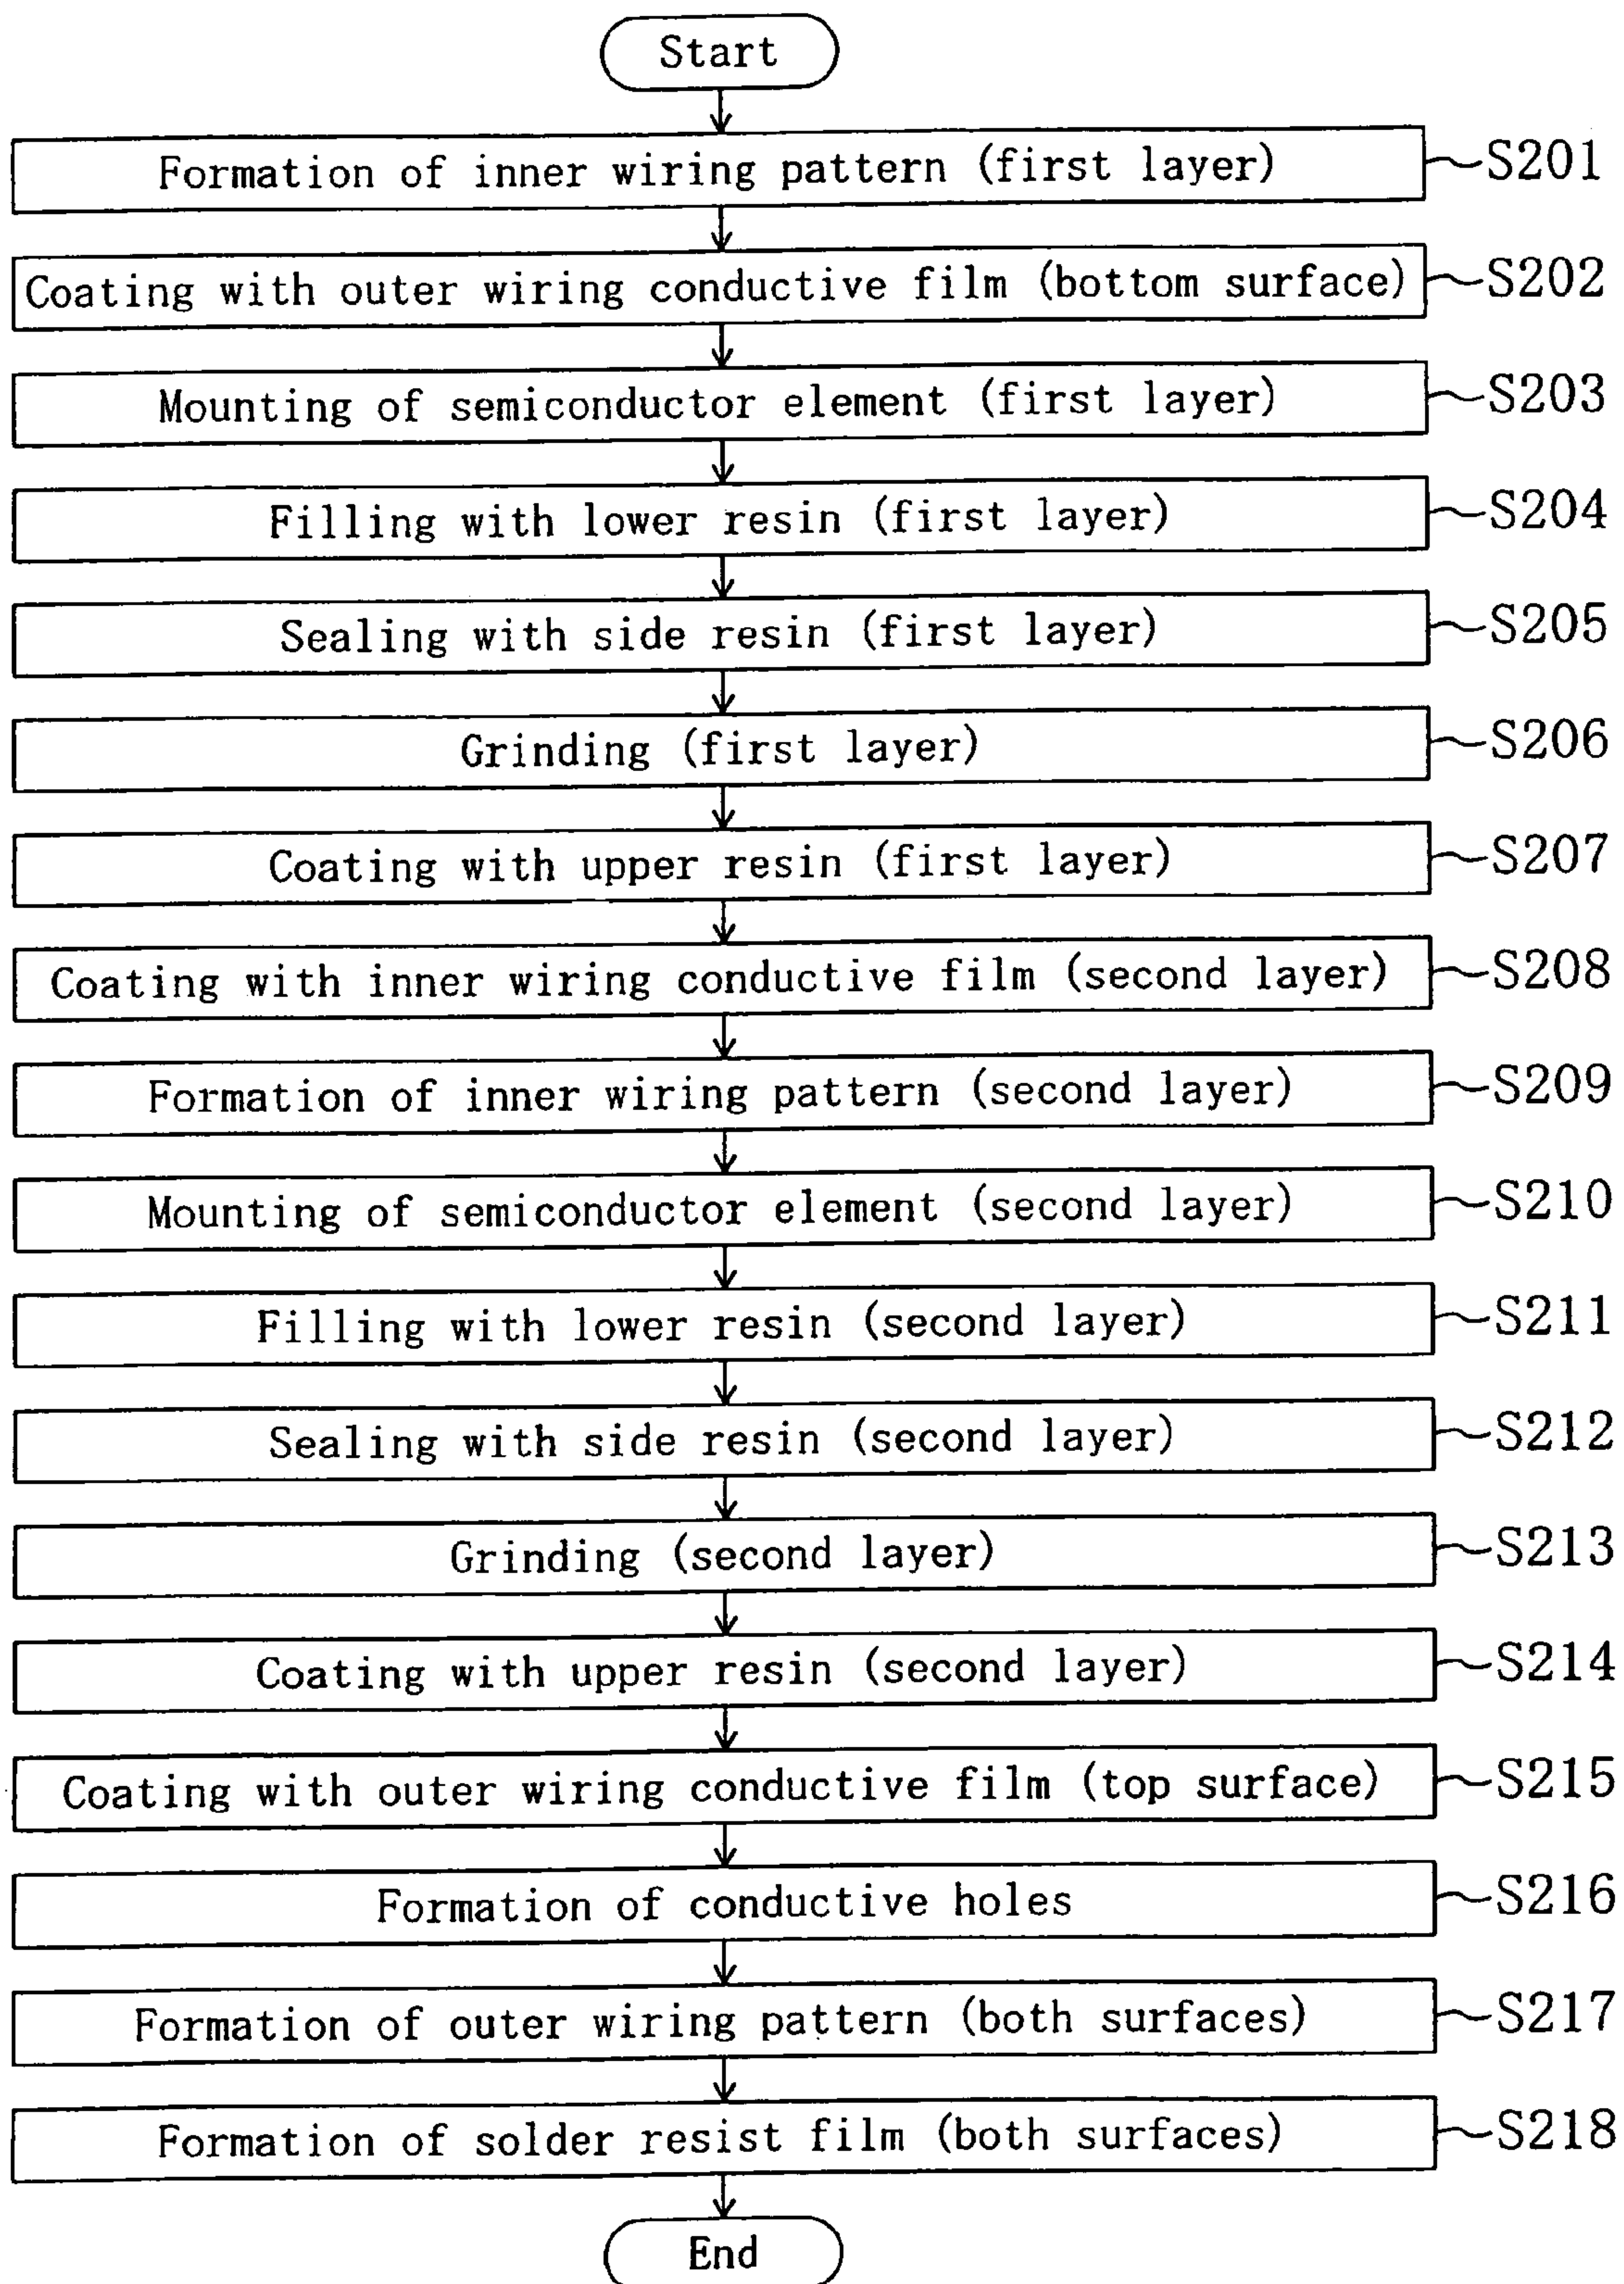 Start
Formation of inner wiring pattern (first layer) S201
Coating with outer wiring conductive film (bottom surface) S202
Mounting of semiconductor element (first layer) S203
Filling with lower resin (first layer) S204
Sealing with side resin (first layer) S205
Grinding (first layer) S206
Coating with upper resin (first layer) S207
Coating with inner wiring conductive film (second layer) S208
Formation of inner wiring pattern (second layer) S209
Mounting of semiconductor element (second layer) S210
Filling with lower resin (second layer) S211
Sealing with side resin (second layer) S212
Grinding (second layer) S213
Coating with upper resin (second layer) S214
Coating with outer wiring conductive film (top surface) S215
Formation of conductive holes S216
Formation of outer wiring pattern (both surfaces) S217
Formation of solder resist film (both surfaces) S218
End